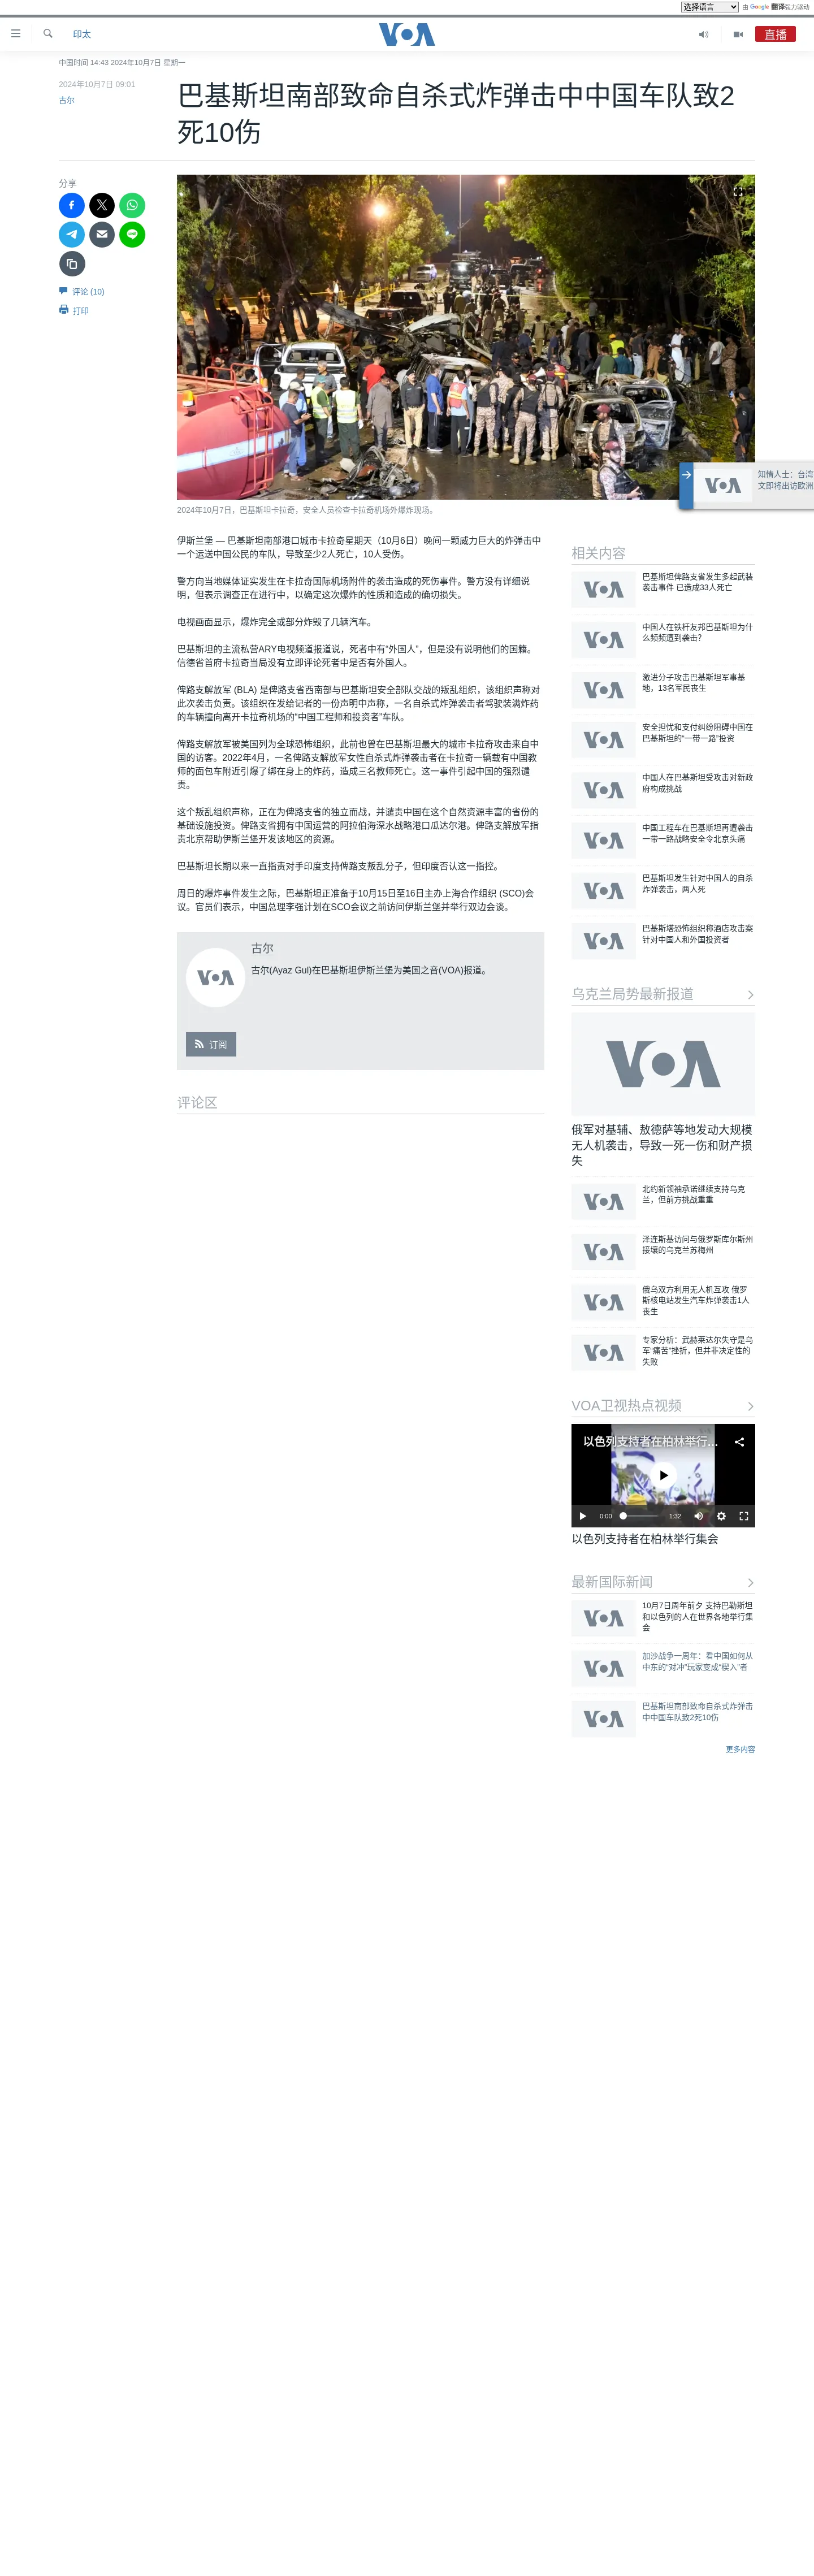 选择语言
由 Google 翻译强力驱动
印太
VOA
直播
中国时间 14:43 2024年10月7日 星期一
2024年10月7日 09:01
古尔
巴基斯坦南部致命自杀式炸弹击中中国车队致2
死10伤
分享
评论 (10)
打印
2024年10月7日，巴基斯坦卡拉奇，安全人员检查卡拉奇机场外爆炸现场。
知情人士：台湾
文即将出访欧洲
伊斯兰堡 — 巴基斯坦南部港口城市卡拉奇星期天（10月6日）晚间一颗威力巨大的炸弹击中
一个运送中国公民的车队，导致至少2人死亡，10人受伤。
警方向当地媒体证实发生在卡拉奇国际机场附件的袭击造成的死伤事件。警方没有详细说
明，但表示调查正在进行中，以确定这次爆炸的性质和造成的确切损失。
电视画面显示，爆炸完全或部分炸毁了几辆汽车。
巴基斯坦的主流私营ARY电视频道报道说，死者中有“外国人”，但是没有说明他们的国籍。
信德省首府卡拉奇当局没有立即评论死者中是否有外国人。
俾路支解放军 (BLA) 是俾路支省西南部与巴基斯坦安全部队交战的叛乱组织，该组织声称对
此次袭击负责。该组织在发给记者的一份声明中声称，一名自杀式炸弹袭击者驾驶装满炸药
的车辆撞向离开卡拉奇机场的“中国工程师和投资者”车队。
俾路支解放军被美国列为全球恐怖组织，此前也曾在巴基斯坦最大的城市卡拉奇攻击来自中
国的访客。2022年4月，一名俾路支解放军女性自杀式炸弹袭击者在卡拉奇一辆载有中国教
师的面包车附近引爆了绑在身上的炸药，造成三名教师死亡。这一事件引起中国的强烈谴
责。
这个叛乱组织声称，正在为俾路支省的独立而战，并谴责中国在这个自然资源丰富的省份的
基础设施投资。俾路支省拥有中国运营的阿拉伯海深水战略港口瓜达尔港。俾路支解放军指
责北京帮助伊斯兰堡开发该地区的资源。
巴基斯坦长期以来一直指责对手印度支持俾路支叛乱分子，但印度否认这一指控。
周日的爆炸事件发生之际，巴基斯坦正准备于10月15日至16日主办上海合作组织 (SCO)会
议。官员们表示，中国总理李强计划在SCO会议之前访问伊斯兰堡并举行双边会谈。
古尔
古尔(Ayaz Gul)在巴基斯坦伊斯兰堡为美国之音(VOA)报道。
订阅
评论区
相关内容
巴基斯坦俾路支省发生多起武装
袭击事件 已造成33人死亡
中国人在铁杆友邦巴基斯坦为什
么频频遭到袭击?
激进分子攻击巴基斯坦军事基
地，13名军民丧生
安全担忧和支付纠纷阻碍中国在
巴基斯坦的“一带一路”投资
中国人在巴基斯坦受攻击对新政
府构成挑战
中国工程车在巴基斯坦再遭袭击
一带一路战略安全令北京头痛
巴基斯坦发生针对中国人的自杀
炸弹袭击，两人死
巴基斯塔恐怖组织称酒店攻击案
针对中国人和外国投资者
乌克兰局势最新报道
VOA
俄军对基辅、敖德萨等地发动大规模
无人机袭击，导致一死一伤和财产损
失
北约新领袖承诺继续支持乌克
兰，但前方挑战重重
泽连斯基访问与俄罗斯库尔斯州
接壤的乌克兰苏梅州
俄乌双方利用无人机互攻 俄罗
斯核电站发生汽车炸弹袭击1人
丧生
专家分析：武赫莱达尔失守是乌
军“痛苦”挫折，但并非决定性的
失败
VOA卫视热点视频
以色列支持者在柏林举行...
0:00
1:32
以色列支持者在柏林举行集会
最新国际新闻
10月7日周年前夕 支持巴勒斯坦
和以色列的人在世界各地举行集
会
加沙战争一周年：看中国如何从
中东的“对冲”玩家变成“楔入”者
巴基斯坦南部致命自杀式炸弹击
中中国车队致2死10伤
更多内容